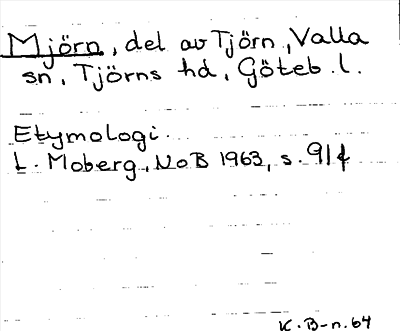 Mjörn, del av Tjörn, Valla
sn, Tjörns hd, Göteb. l.
Etymologi.
L. Moberg, NoB 1963, s. 91 f
K. B-n. 64